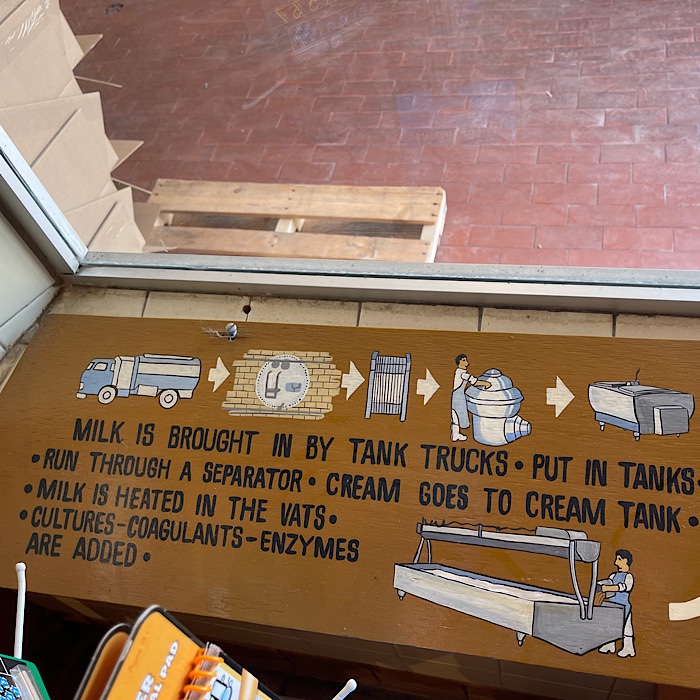 MILK IS BROUGHT IN BY TANK TRUCKS • PUT IN TANKS •
• RUN THROUGH A SEPARATOR • CREAM GOES TO CREAM TANK •
• MILK IS HEATED IN THE VATS •
• CULTURES - COAGULANTS - ENZYMES
ARE ADDED •
PAD